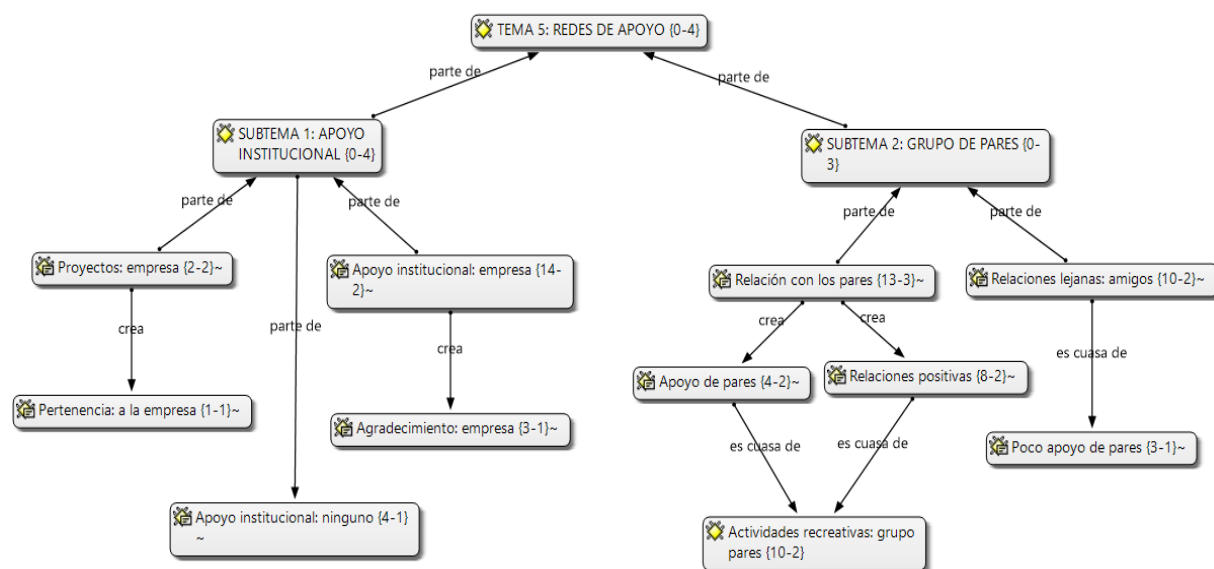 TEMA 5: REDES DE APOYO {0-4}
parte de
parte de
SUBTEMA 1: APOYO
INSTITUCIONAL {0-4}
SUBTEMA 2: GRUPO DE PARES {0-
3}
parte de
parte de
parte de
parte de
Proyectos: empresa {2-2}~
Apoyo institucional: empresa {14-
2}~
Relación con los pares {13-3}~
Relaciones lejanas: amigos {10-2}~
crea
parte de
crea
crea
crea
es cuasa de
Pertenencia: a la empresa {1-1}~
Agradecimiento: empresa {3-1}~
Apoyo de pares {4-2}~
Relaciones positivas {8-2}~
es cuasa de
es cuasa de
Poco apoyo de pares {3-1}~
Apoyo institucional: ninguno {4-1}
~
Actividades recreativas: grupo
pares {10-2}